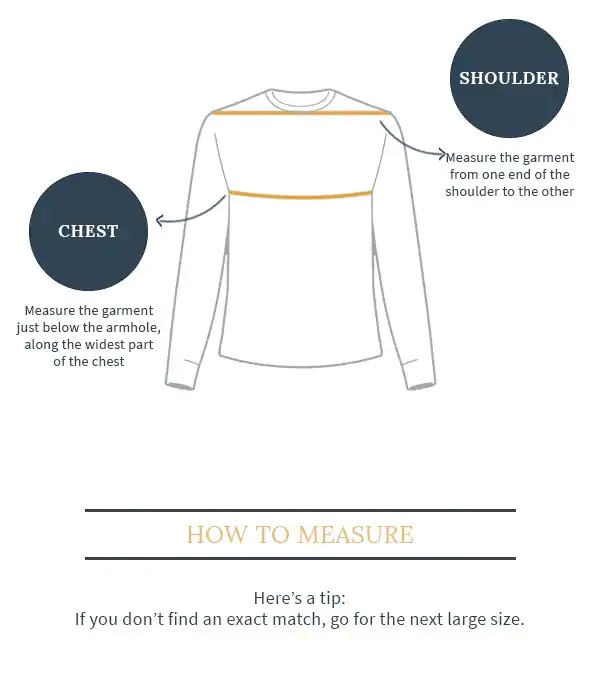 SHOULDER
Measure the garment
from one end of the
shoulder to the other
CHEST
Measure the garment
just below the armhole,
along the widest part
of the chest
HOW TO MEASURE
Here’s a tip:
If you don’t find an exact match, go for the next large size.